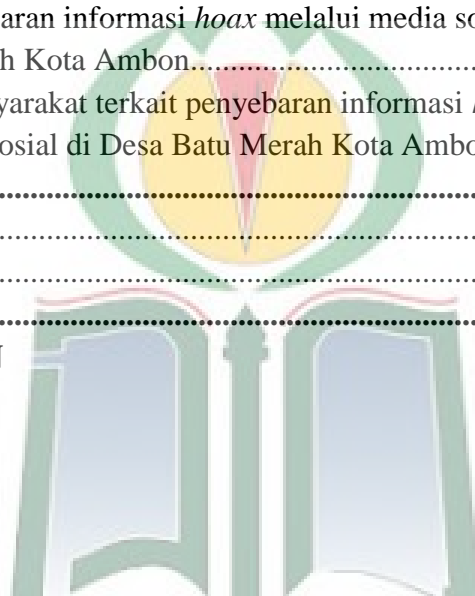 aran informasi hoax melalui media so
h Kota Ambon........................................
yarakat terkait penyebaran informasi
osial di Desa Batu Merah Kota Ambo
................................................................
................................................................
................................................................
................................................................